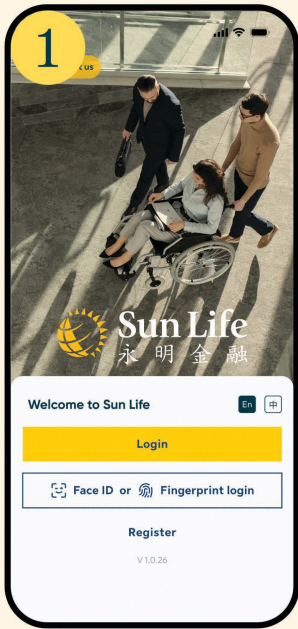 1
us
Sun Life
永明金融
Welcome to Sun Life
En
中
Login
Face ID or Fingerprint login
Register
V 1.0.26